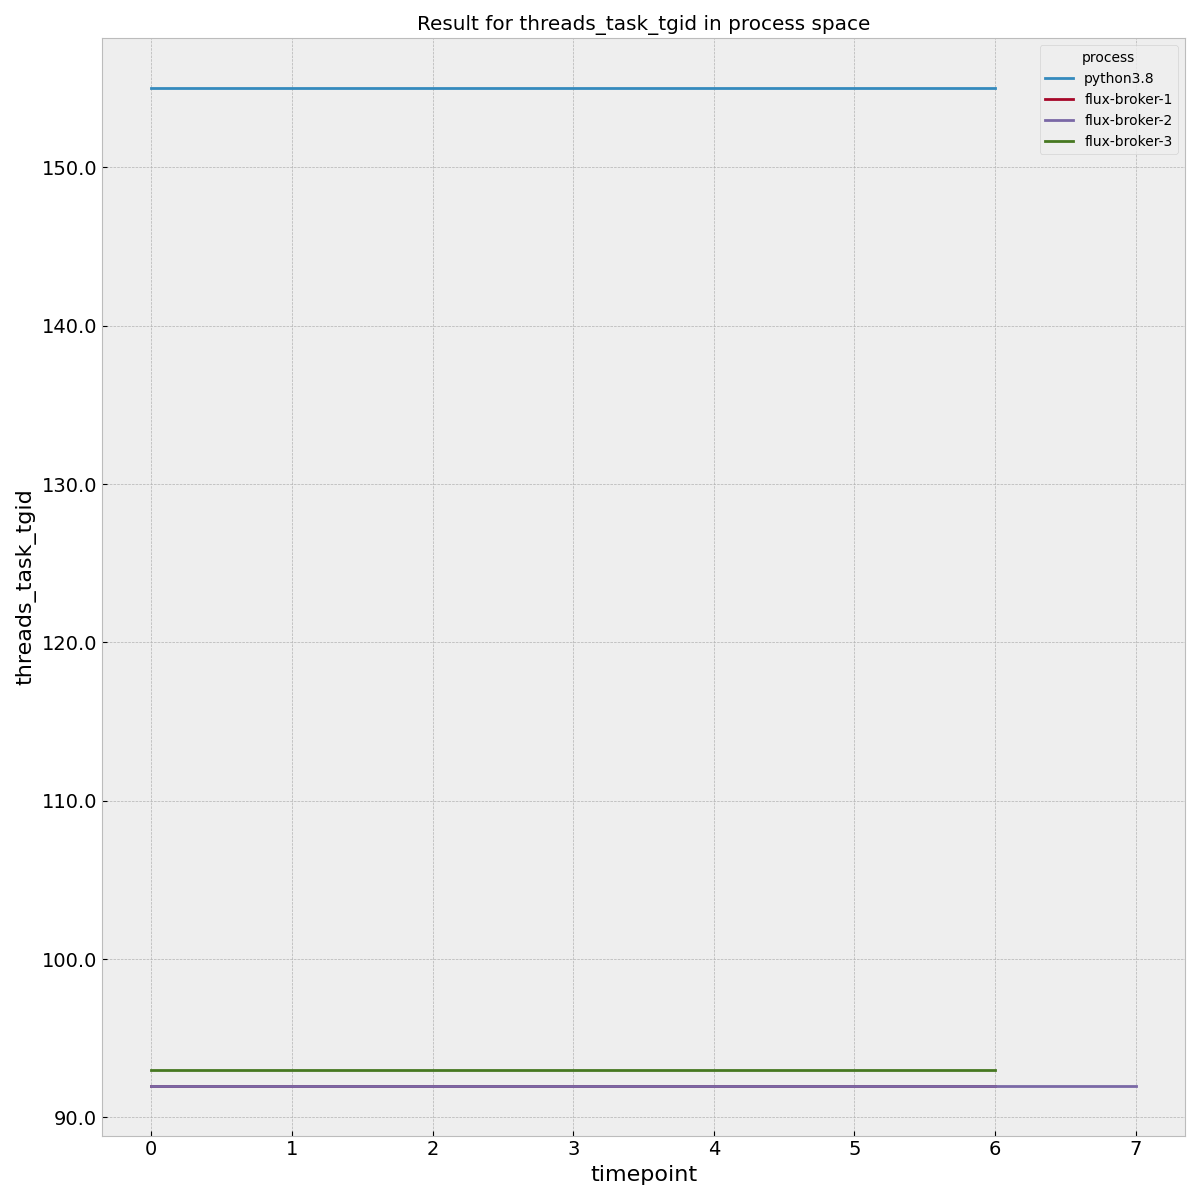 Result for threads_task_tgid in process space
process
python3.8
flux-broker-1
flux-broker-2
flux-broker-3
threads_task_tgid
150.0
140.0
130.0
120.0
110.0
100.0
90.0
0 1 2 3 4 5 6 7
timepoint